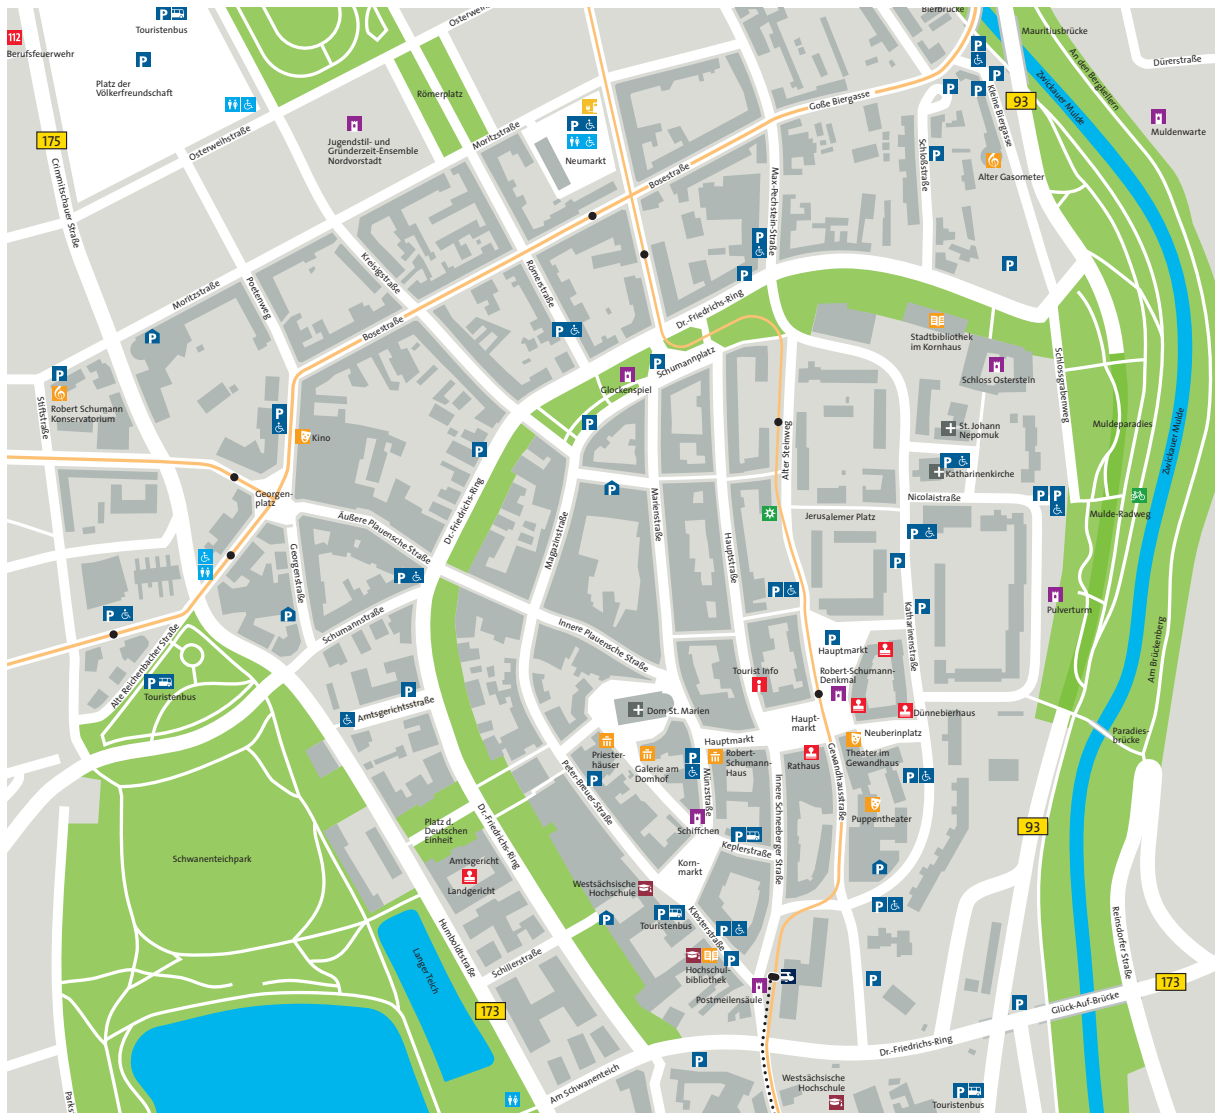 Bierbrücke
Osterweihstraße
P
Touristenbus
112
Berufsfeuerwehr
P
Platz der
Völkerfreundschaft
Mauritiusbrücke
An den Bergkellern
Dürerstraße
P
P
P
P
Zwickauer Mulde
93
Kleine Biergasse
Römerplatz
Goße Biergasse
175
Osterweihstraße
Jugendstil- und
Gründerzeit-Ensemble
Nordvorstadt
Moritzstraße
P
Neumarkt
Muldenwarte
Schloßstraße
P
Alter Gasometer
Crimmitschauer Straße
Bosestraße
Max-Pechstein-Straße
P
P
P
Kreisigstraße
Römerstraße
Moritzstraße
Poetenweg
Bosestraße
Dr.-Friedrichs-Ring
P
P
Stadtbibliothek
im Kornhaus
Schumannplatz
P
Glockenspiel
Schloss Osterstein
Schlossgrabenweg
P
Robert Schumann
Konservatorium
Stiftstraße
P
Kino
P
P
Alter Steinweg
St. Johann
Nepomuk
P
Katharinenkirche
Muldeparadies
Zwickauer Mulde
Georgen-
platz
Dr.-Friedrichs-Ring
P
Marienstraße
Nicolaistraße
P
P
Mulde-Radweg
Jerusalemer Platz
Äußere Plauensche Straße
Magazinstraße
Hauptstraße
P
P
Georgenstraße
P
P
P
P
Schumannstraße
Innere Plauensche Straße
P
Katharinenstraße
Pulverturm
Am Brückenberg
Alte Reichenbacher Straße
P
Hauptmarkt
P
Touristenbus
Tourist Info
Robert-Schumann-
Denkmal
P
Amtsgerichtsstraße
Dom St. Marien
Haupt-
markt
Dünnebierhaus
Neuberinplatz
Paradies-
brücke
Hauptmarkt
Priester-
häuser
Galerie am
Domhof
P
Robert-
Schumann-
Haus
Rathaus
Theater im
Gewandhaus
Gewandhausstraße
P
P
Peter-Breuer-Straße
Münzstraße
Innere Schneeberger Straße
Dr.-Friedrichs-Ring
Puppentheater
Platz d.
Deutschen
Einheit
Schiffchen
P
Keplerstraße
93
Schwanenteichpark
Amtsgericht
Landgericht
Korn-
markt
P
Westsächsische
Hochschule
P
P
Touristenbus
Klosterstraße
P
P
Humboldtstraße
Langer Teich
Schillerstraße
P
Hochschul-
bibliothek
Postmeilensäule
P
Reinsdorfer Straße
173
173
P
Glück-Auf-Brücke
Dr.-Friedrichs-Ring
P
Am Schwanenteich
Westsächsische
Hochschule
P
Touristenbus
Parks